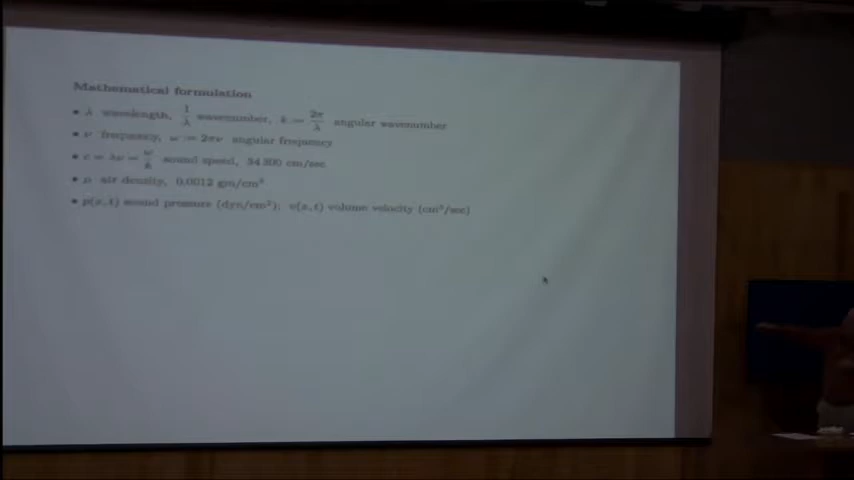 Mathematical formulation
• λ wavelength, 1/λ wavenumber, k := 2π/λ angular wavenumber
• ν frequency, ω := 2πν angular frequency
• c = λν = ω/k sound speed, 34 300 cm/sec
• ρ air density, 0.0012 gm/cm³
• p(x, t) sound pressure (dyn/cm²); v(x, t) volume velocity (cm³/sec)